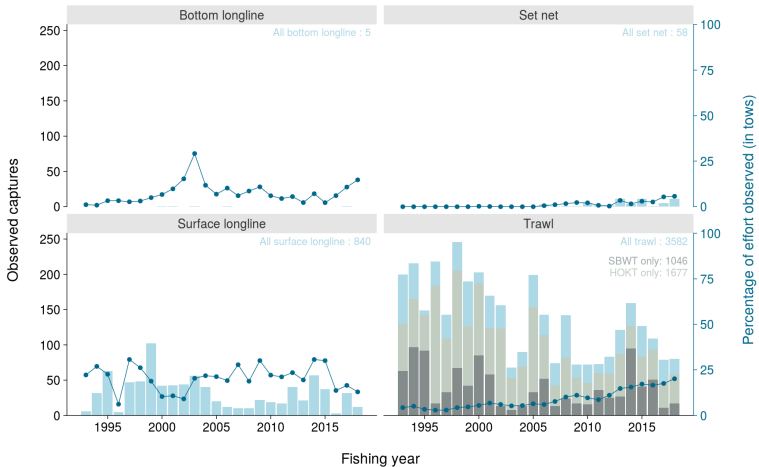 Bottom longline
Set net
All bottom longline : 5
All set net : 58
250
200
150
100
50
0
100
75
50
25
0
Surface longline
Trawl
All surface longline : 840
All trawl : 3582
SBWT only: 1046
HOKT only: 1677
250
200
150
100
50
0
100
75
50
25
0
1995 2000 2005 2010 2015
1995 2000 2005 2010 2015
Observed captures
Percentage of effort observed (in tows)
Fishing year